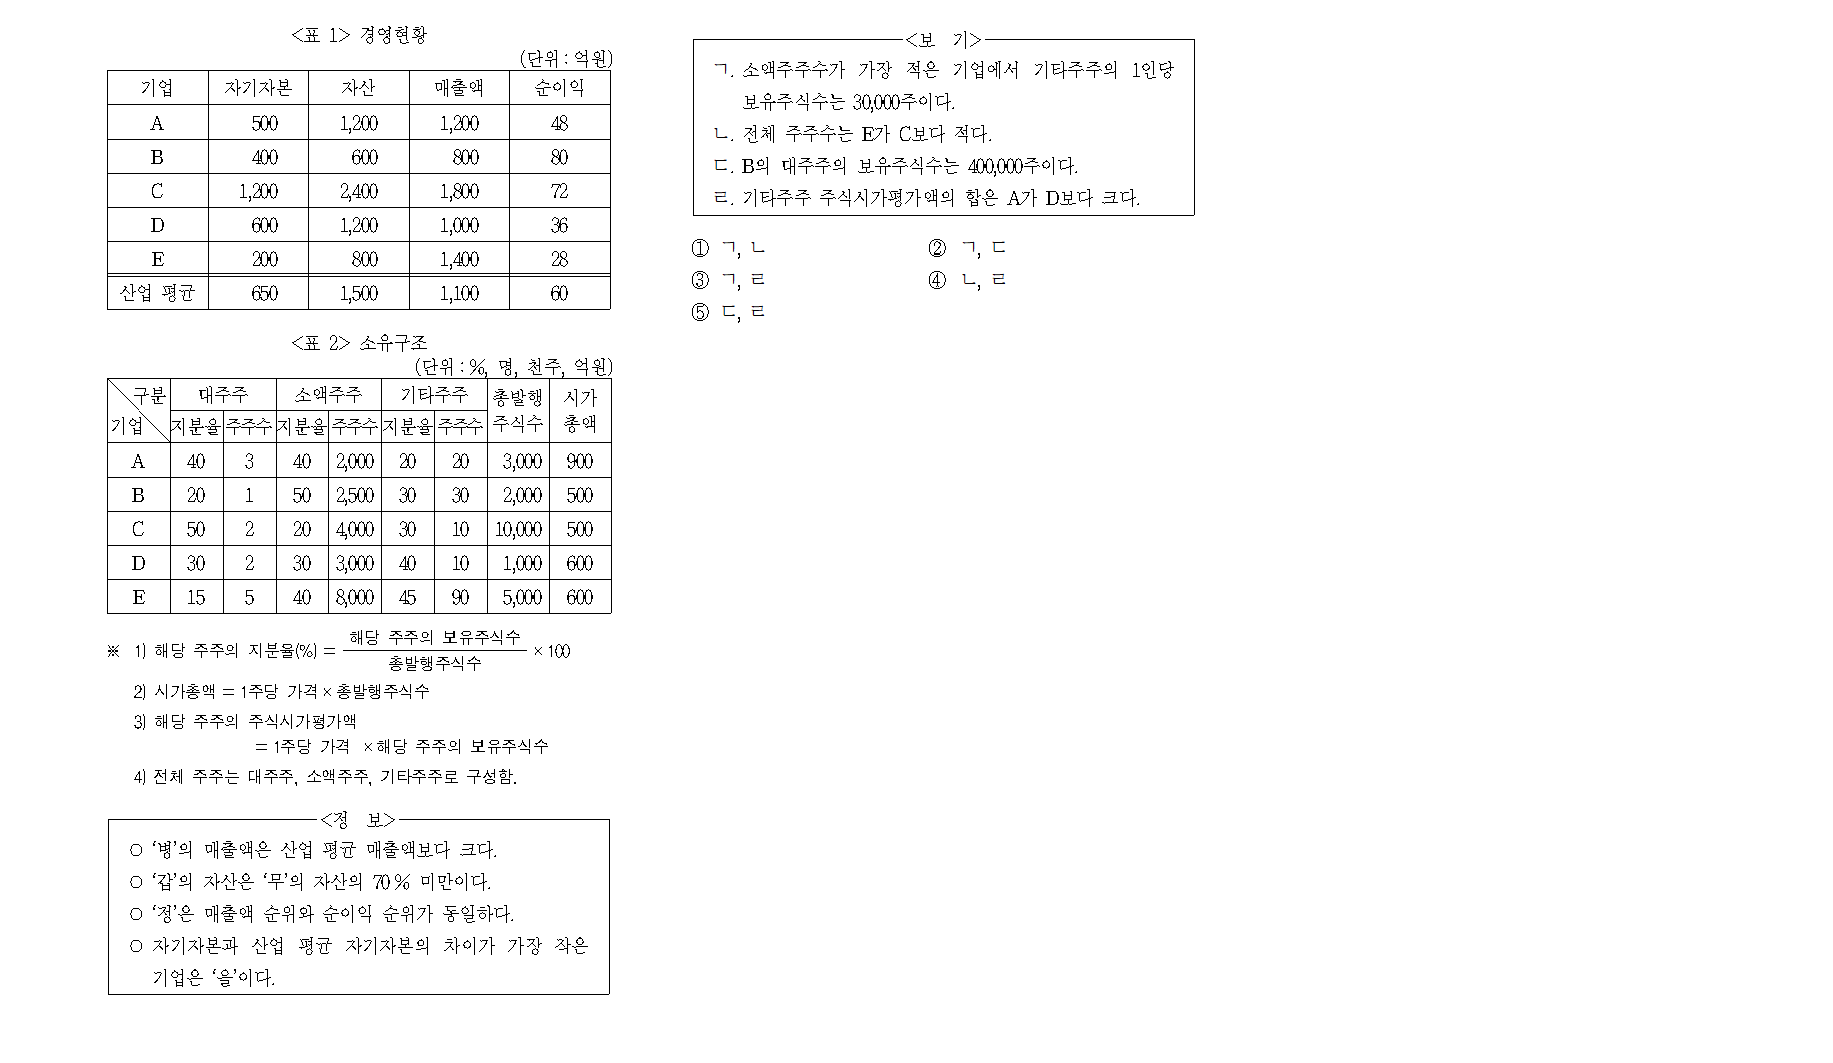 <표 1> 경영현황
(단위 : 억원)
기업 자기자본 자산 매출액 순이익
A 500 1,200 1,200 48
B 400 600 800 80
C 1,200 2,400 1,800 72
D 600 1,200 1,000 36
E 200 800 1,400 28
산업 평균 650 1,500 1,100 60
<표 2> 소유구조
(단위 : %, 명, 천주, 억원)
구분 대주주 소액주주 기타주주 총발행 시가
기업 지분율 주주수 지분율 주주수 지분율 주주수 주식수 총액
A 40 3 40 2,000 20 20 3,000 900
B 20 1 50 2,500 30 30 2,000 500
C 50 2 20 4,000 30 10 10,000 500
D 30 2 30 3,000 40 10 1,000 600
E 15 5 40 8,000 45 90 5,000 600
해당 주주의 보유주식수
※ 1) 해당 주주의 지분율(%) = × 100
총발행주식수
2) 시가총액 = 1주당 가격 × 총발행주식수
3) 해당 주주의 주식시가평가액
= 1주당 가격 × 해당 주주의 보유주식수
4) 전체 주주는 대주주, 소액주주, 기타주주로 구성함.
<정 보>
○ ‘병’의 매출액은 산업 평균 매출액보다 크다.
○ ‘갑’의 자산은 ‘무’의 자산의 70 % 미만이다.
○ ‘정’은 매출액 순위와 순이익 순위가 동일하다.
○ 자기자본과 산업 평균 자기자본의 차이가 가장 작은
기업은 ‘을’이다.
<보 기>
ㄱ. 소액주주수가 가장 적은 기업에서 기타주주의 1인당
보유주식수는 30,000주이다.
ㄴ. 전체 주주수는 E가 C보다 적다.
ㄷ. B의 대주주의 보유주식수는 400,000주이다.
ㄹ. 기타주주 주식시가평가액의 합은 A가 D보다 크다.
① ㄱ, ㄴ ② ㄱ, ㄷ
③ ㄱ, ㄹ ④ ㄴ, ㄹ
⑤ ㄷ, ㄹ